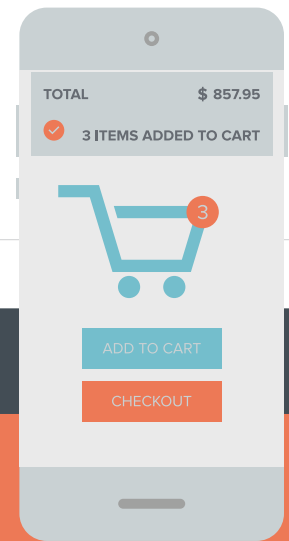 TOTAL $ 857.95
3 ITEMS ADDED TO CART
3
ADD TO CART
CHECKOUT